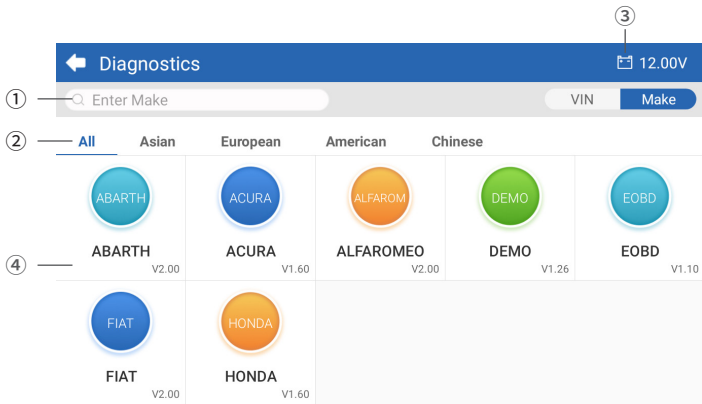 ③
Diagnostics 12.00V
① Enter Make VIN Make
② All Asian European American Chinese
ABARTH ACURA ALFAROM DEMO EOBD
ABARTH ACURA ALFAROMEO DEMO EOBD
④ V2.00 V1.60 V2.00 V1.26 V1.10
FIAT HONDA
FIAT HONDA
V2.00 V1.60